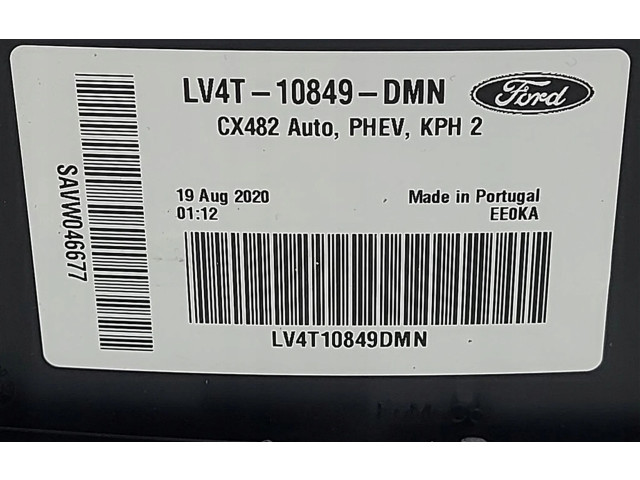 LV4T-10849-DMN
Ford
CX482 Auto, PHEV, KPH 2
SAVW046677
19 Aug 2020
Made in Portugal
01:12
EE0KA
LV4T10849DMN